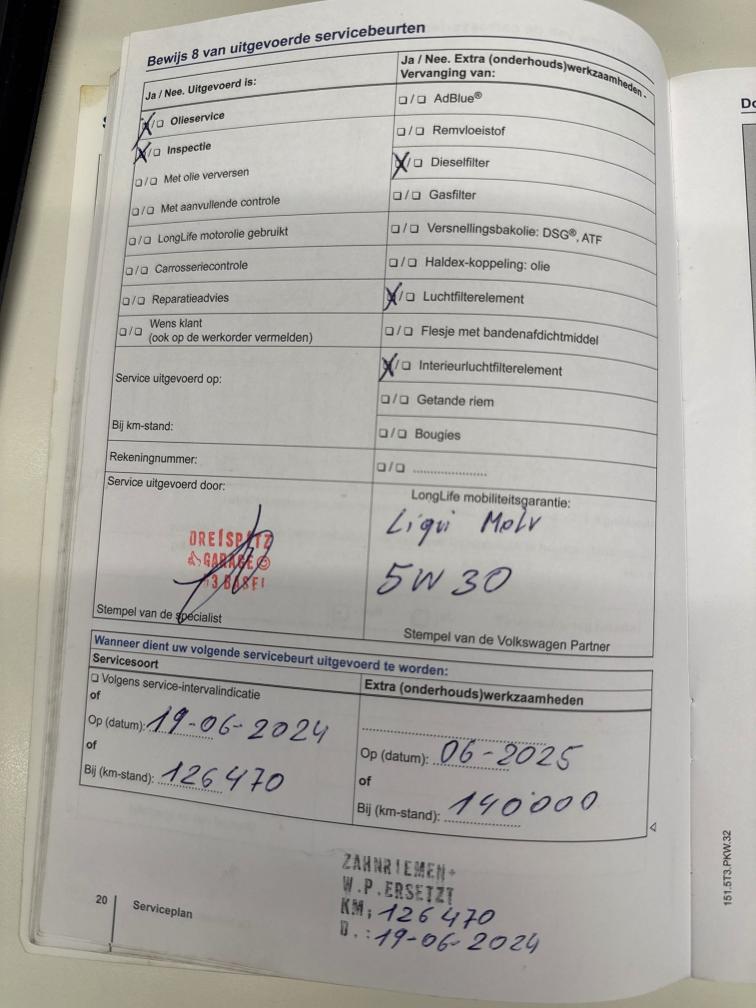 Bewijs 8 van uitgevoerde servicebeurten
Ja / Nee. Uitgevoerd is:
X/❑ Olieservice
X/❑ Inspectie
❑/❑ Met olie verversen
❑/❑ Met aanvullende controle
❑/❑ LongLife motorolie gebruikt
❑/❑ Carrosseriecontrole
❑/❑ Reparatieadvies
❑/❑ Wens klant
(ook op de werkorder vermelden)
Service uitgevoerd op:
Bij km-stand:
Rekeningnummer:
Ja / Nee. Extra (onderhouds)werkzaamheden.
Vervanging van:
❑/❑ AdBlue®
❑/❑ Remvloeistof
X/❑ Dieselfilter
❑/❑ Gasfilter
❑/❑ Versnellingsbakolie: DSG®, ATF
❑/❑ Haldex-koppeling: olie
X/❑ Luchtfilterelement
❑/❑ Flesje met bandenafdichtmiddel
X/❑ Interieurluchtfilterelement
❑/❑ Getande riem
❑/❑ Bougies
❑/❑ ....................
Service uitgevoerd door:
DREISPITZ
GARAGE
BASEL
Stempel van de specialist
LongLife mobiliteitsgarantie:
Liqui Molv
5W30
Stempel van de Volkswagen Partner
Wanneer dient uw volgende servicebeurt uitgevoerd te worden:
Servicesoort
❑ Volgens service-intervalindicatie
of
Op (datum): 19-06-2024
of
Bij (km-stand): 126470
Extra (onderhouds)werkzaamheden
Op (datum): 06-2025
of
Bij (km-stand): 140'000
ZAHNRIEMEN+
W.P.ERSETZT
KM: 126470
D.: 19-06-2024
20 Serviceplan
151.5T3.PKW.32